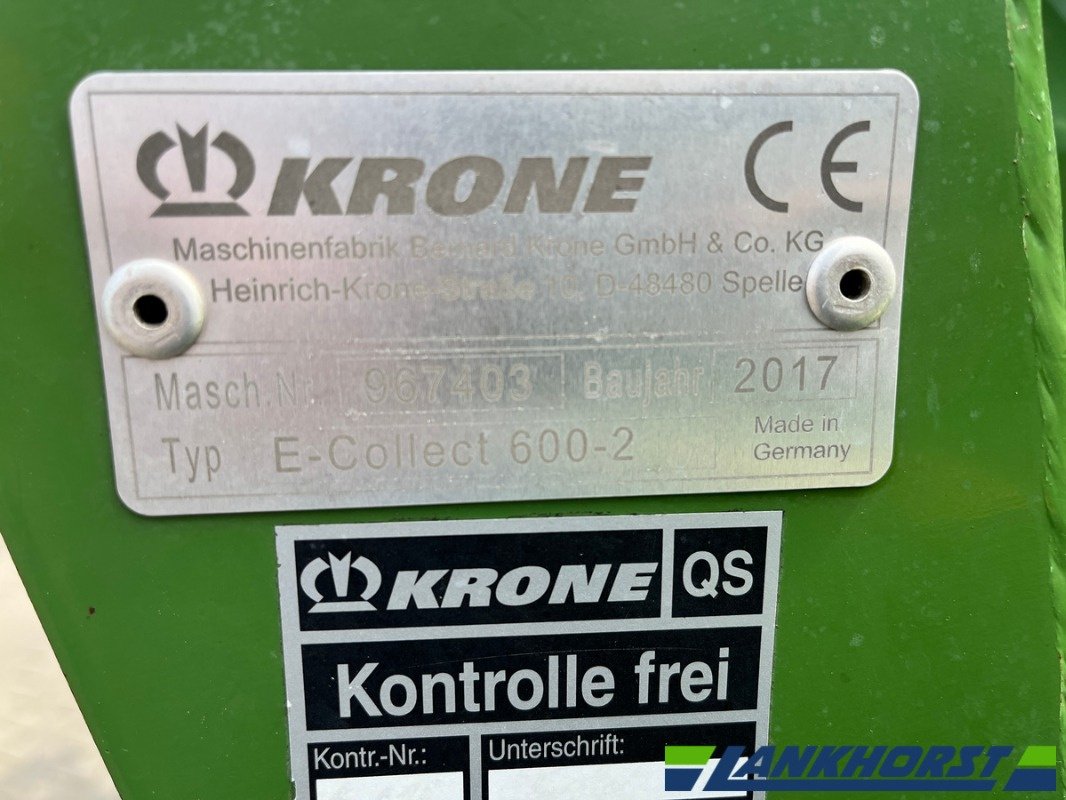 KRONE CE
Maschinenfabrik Bernard Krone GmbH & Co. KG
Heinrich-Krone-Straße 10, D-48480 Spelle
Masch.Nr. 967403 Baujahr 2017
Typ E-Collect 600-2
Made in
Germany
KRONE QS
Kontrolle frei
Kontr.-Nr.: Unterschrift:
LANKHORST